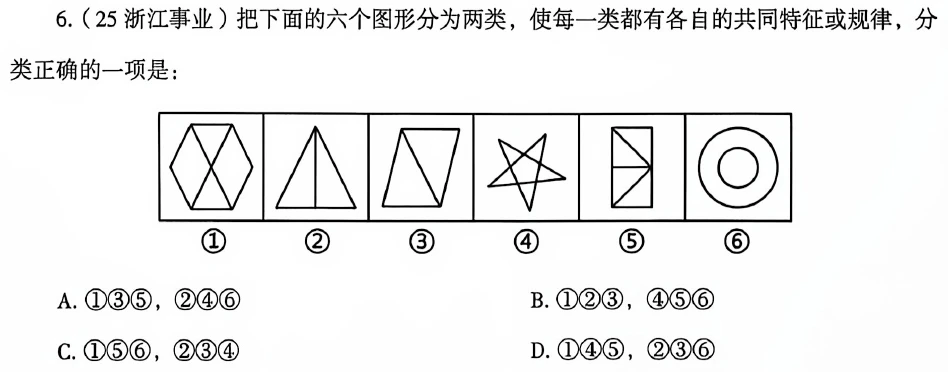 6.（25 浙江事业）把下面的六个图形分为两类，使每一类都有各自的共同特征或规律，分
类正确的一项是：
① ② ③ ④ ⑤ ⑥
A. ①③⑤，②④⑥ B. ①②③，④⑤⑥
C. ①⑤⑥，②③④ D. ①④⑤，②③⑥